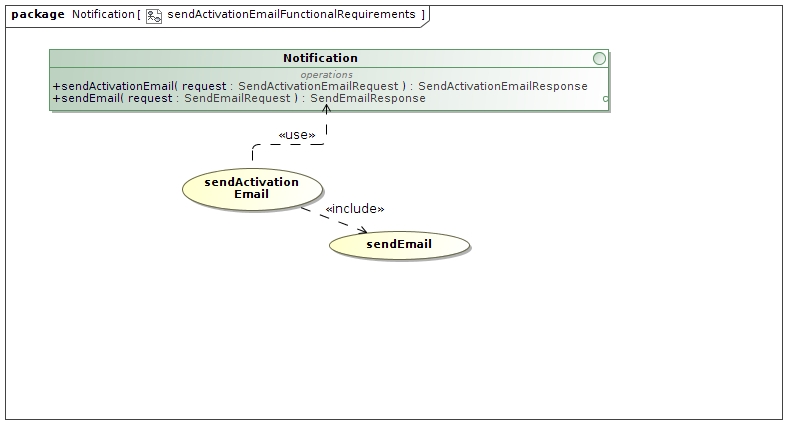 package Notification [ sendActivationEmailFunctionalRequirements ]
Notification
operations
+sendActivationEmail( request : SendActivationEmailRequest ) : SendActivationEmailResponse
+sendEmail( request : SendEmailRequest ) : SendEmailResponse
«use»
sendActivation
Email
«include»
sendEmail